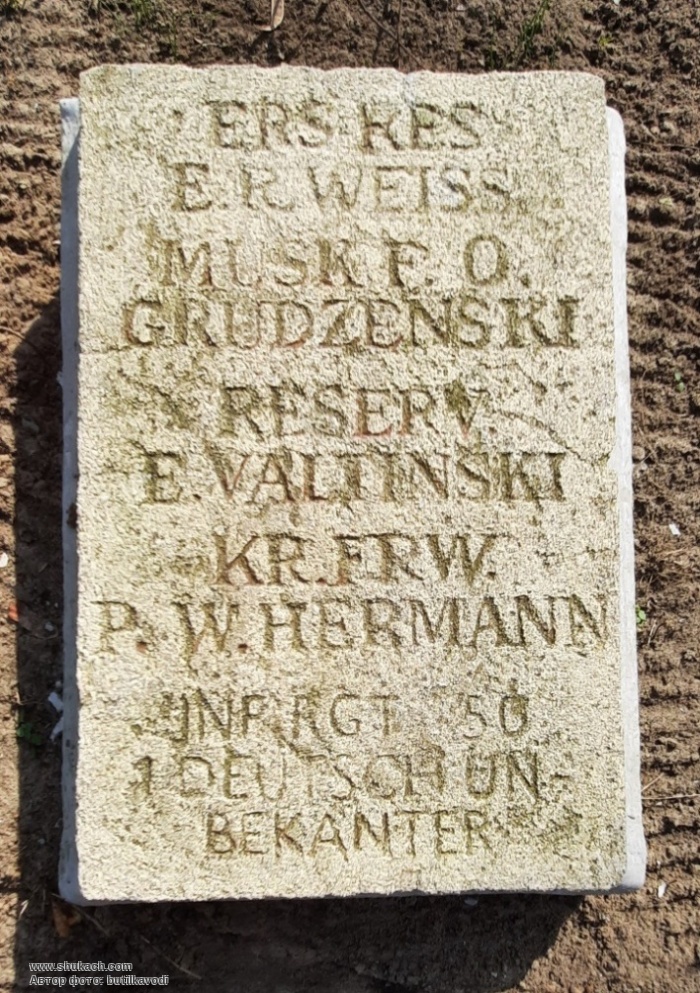 ERS RES
E.R.WEISS.
MUSK F. O.
GRUDZENSKI
RESERV.
E.VALTINSKI
KR.FRW.
P. W. HERMANN
JNF RGT 50
1 DEUTSCH UN-
BEKANTER
www.shukach.com
Автор фото: butilkavodi